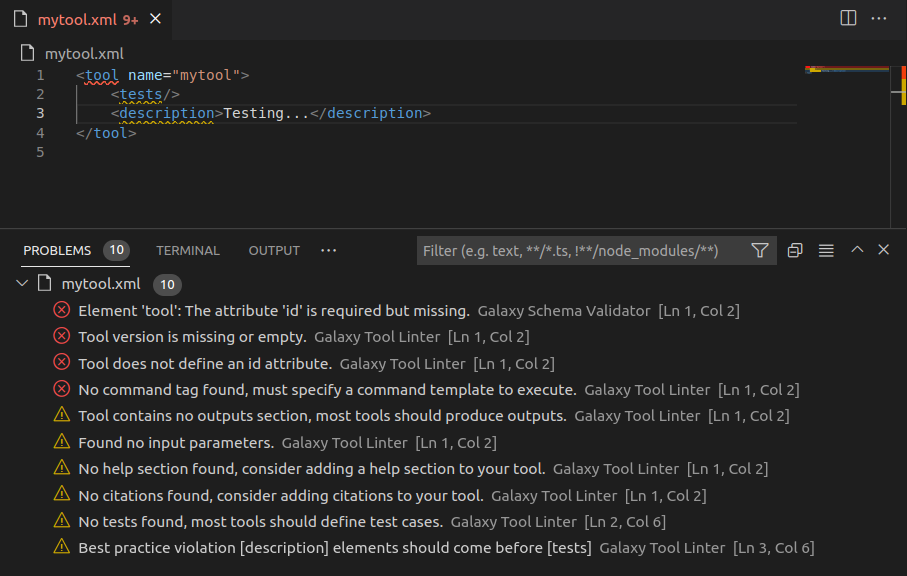 mytool.xml 9+
mytool.xml
1 <tool name="mytool">
2 <tests/>
3 <description>Testing...</description>
4 </tool>
5
PROBLEMS 10 TERMINAL OUTPUT ··· Filter (e.g. text, **/*.ts, !**/node_modules/**)
mytool.xml 10
Element 'tool': The attribute 'id' is required but missing. Galaxy Schema Validator [Ln 1, Col 2]
Tool version is missing or empty. Galaxy Tool Linter [Ln 1, Col 2]
Tool does not define an id attribute. Galaxy Tool Linter [Ln 1, Col 2]
No command tag found, must specify a command template to execute. Galaxy Tool Linter [Ln 1, Col 2]
Tool contains no outputs section, most tools should produce outputs. Galaxy Tool Linter [Ln 1, Col 2]
Found no input parameters. Galaxy Tool Linter [Ln 1, Col 2]
No help section found, consider adding a help section to your tool. Galaxy Tool Linter [Ln 1, Col 2]
No citations found, consider adding citations to your tool. Galaxy Tool Linter [Ln 1, Col 2]
No tests found, most tools should define test cases. Galaxy Tool Linter [Ln 2, Col 6]
Best practice violation [description] elements should come before [tests] Galaxy Tool Linter [Ln 3, Col 6]